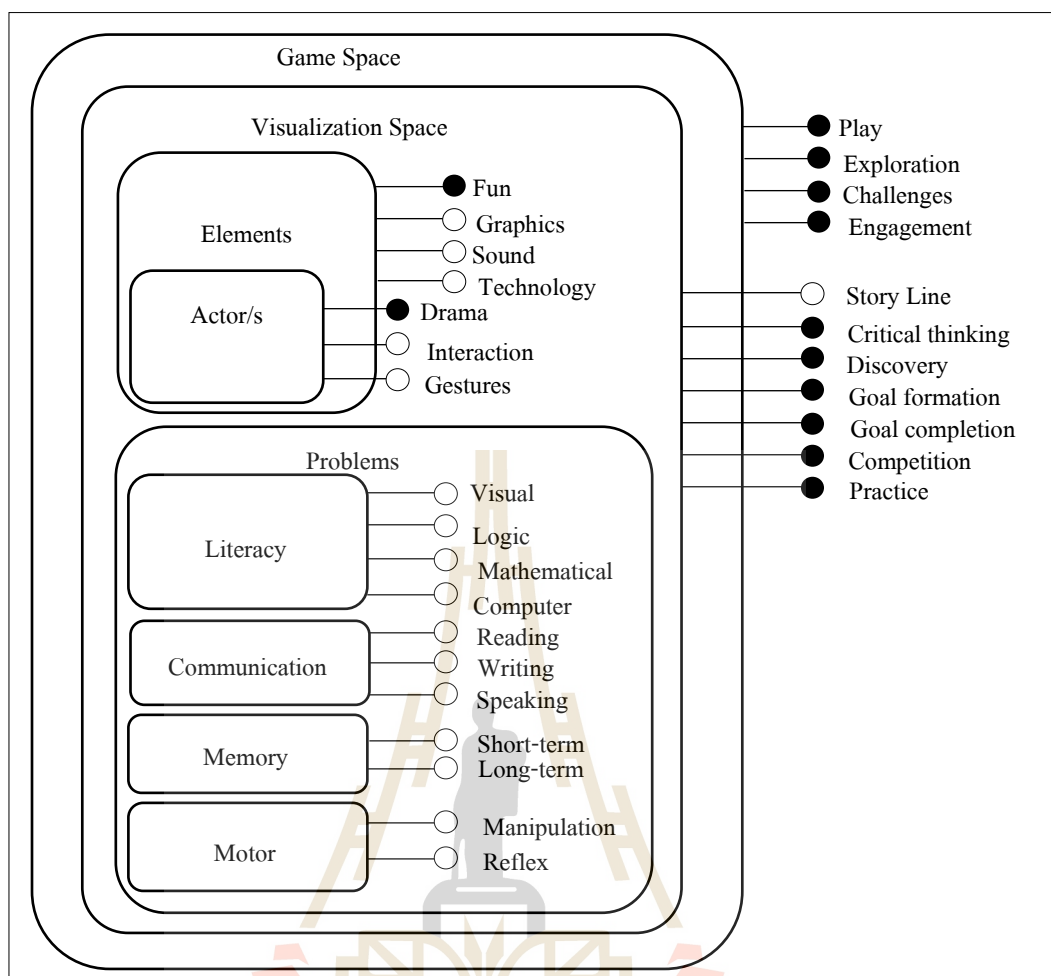 Game Space
Visualization Space
Elements
Fun
Graphics
Sound
Technology
Actor/s
Drama
Interaction
Gestures
Problems
Literacy
Visual
Logic
Mathematical
Computer
Communication
Reading
Writing
Speaking
Memory
Short-term
Long-term
Motor
Manipulation
Reflex
Play
Exploration
Challenges
Engagement
Story Line
Critical thinking
Discovery
Goal formation
Goal completion
Competition
Practice